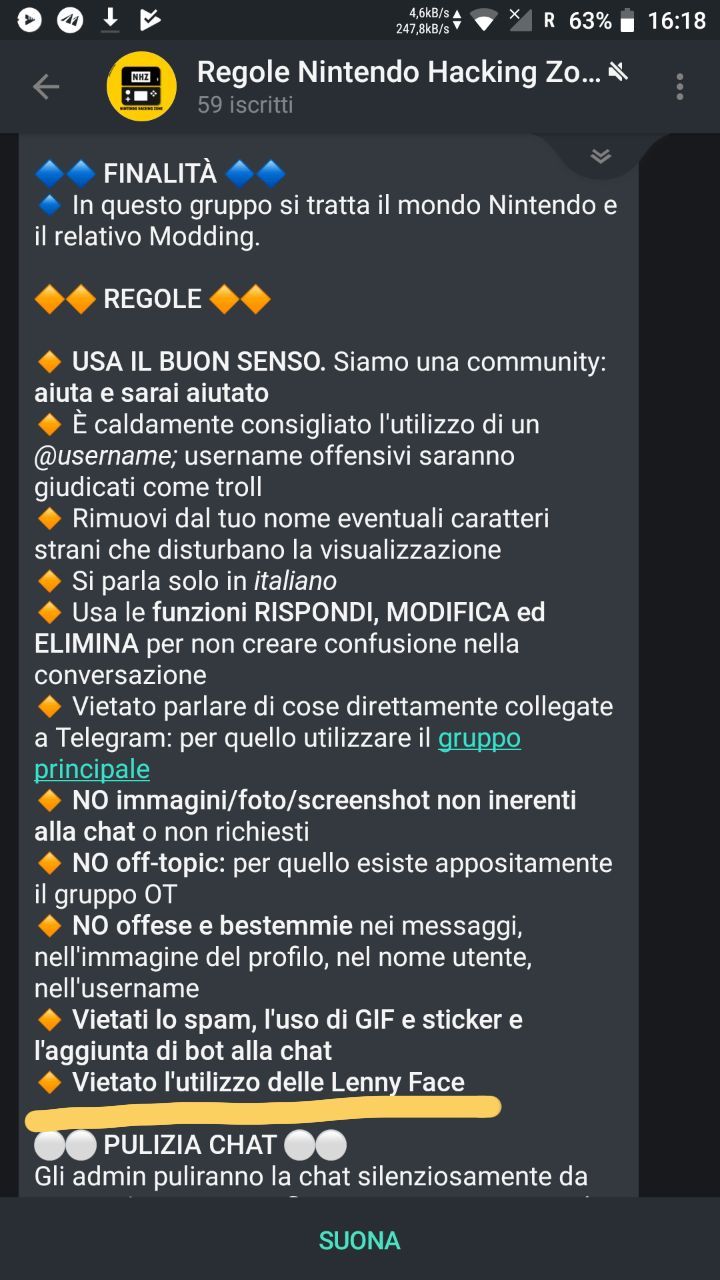 4,6kB/s
247,8kB/s
R 63% 16:18
NHZ
NINTENDO HACKING ZONE
Regole Nintendo Hacking Zo...
59 iscritti
FINALITÀ
In questo gruppo si tratta il mondo Nintendo e
il relativo Modding.
REGOLE
USA IL BUON SENSO. Siamo una community:
aiuta e sarai aiutato
È caldamente consigliato l'utilizzo di un
@username; username offensivi saranno
giudicati come troll
Rimuovi dal tuo nome eventuali caratteri
strani che disturbano la visualizzazione
Si parla solo in italiano
Usa le funzioni RISPONDI, MODIFICA ed
ELIMINA per non creare confusione nella
conversazione
Vietato parlare di cose direttamente collegate
a Telegram: per quello utilizzare il gruppo
principale
NO immagini/foto/screenshot non inerenti
alla chat o non richiesti
NO off-topic: per quello esiste appositamente
il gruppo OT
NO offese e bestemmie nei messaggi,
nell'immagine del profilo, nel nome utente,
nell'username
Vietati lo spam, l'uso di GIF e sticker e
l'aggiunta di bot alla chat
Vietato l'utilizzo delle Lenny Face
PULIZIA CHAT
Gli admin puliranno la chat silenziosamente da
SUONA